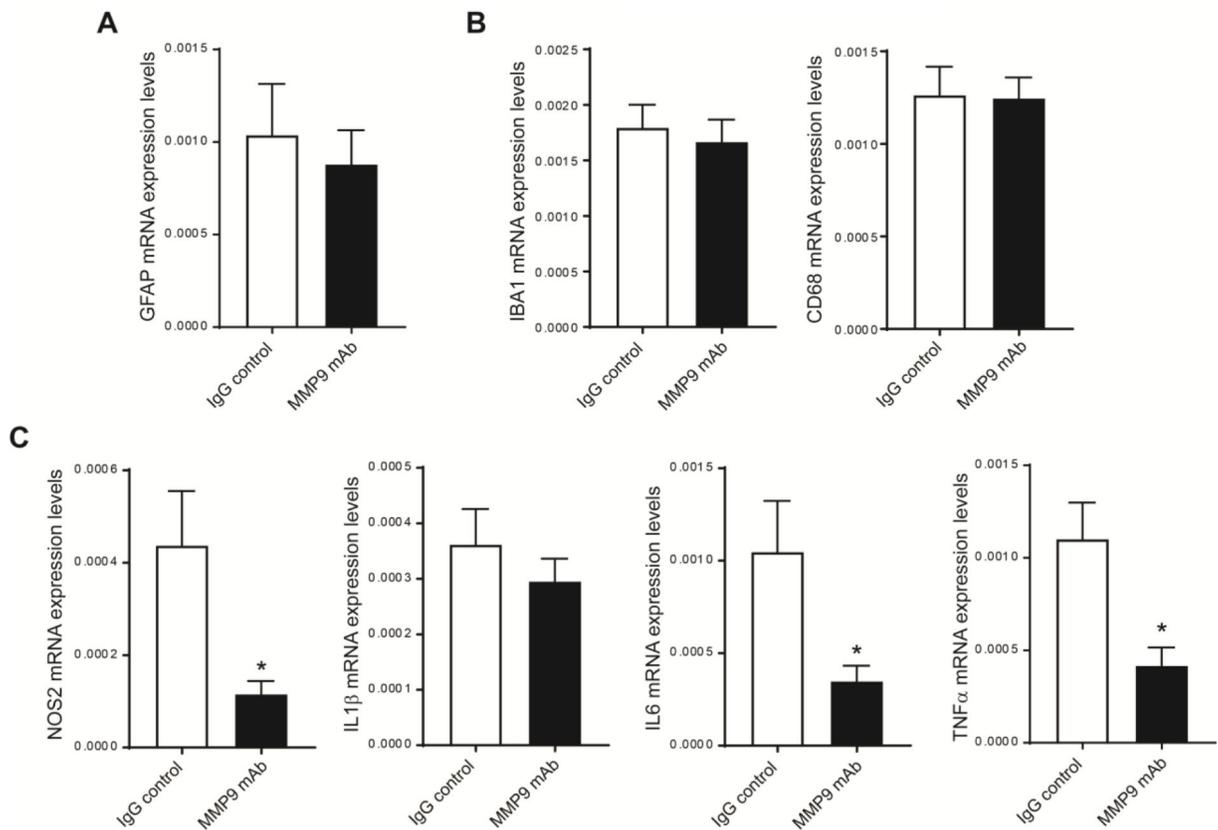 A
GFAP mRNA expression levels
0.0015
0.0010
0.0005
0.0000
IgG control
MMP9 mAb
B
IBA1 mRNA expression levels
0.0025
0.0020
0.0015
0.0010
0.0005
0.0000
IgG control
MMP9 mAb
CD68 mRNA expression levels
0.0015
0.0010
0.0005
0.0000
IgG control
MMP9 mAb
C
NOS2 mRNA expression levels
0.0006
0.0004
0.0002
0.0000
*
IgG control
MMP9 mAb
IL1β mRNA expression levels
0.0005
0.0004
0.0003
0.0002
0.0001
0.0000
IgG control
MMP9 mAb
IL6 mRNA expression levels
0.0015
0.0010
0.0005
0.0000
*
IgG control
MMP9 mAb
TNFα mRNA expression levels
0.0015
0.0010
0.0005
0.0000
*
IgG control
MMP9 mAb